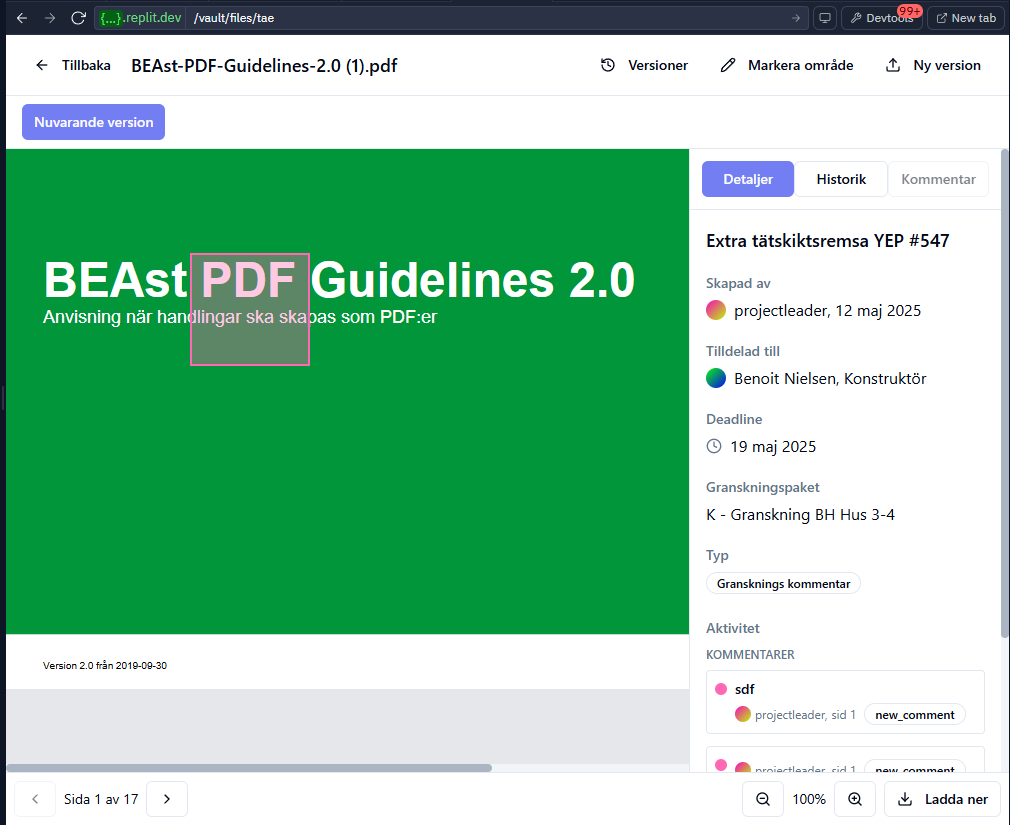 {...}.replit.dev /vault/files/tae Devtools 99+ New tab
Tillbaka BEAst-PDF-Guidelines-2.0 (1).pdf Versioner Markera område Ny version
Nuvarande version
BEAst PDF Guidelines 2.0
Anvisning när handlingar ska skapas som PDF:er
Version 2.0 från 2019-09-30
Detaljer Historik Kommentar
Extra tätskiktsremsa YEP #547
Skapad av
projectleader, 12 maj 2025
Tilldelad till
Benoit Nielsen, Konstruktör
Deadline
19 maj 2025
Granskningspaket
K - Granskning BH Hus 3-4
Typ
Gransknings kommentar
Aktivitet
KOMMENTARER
sdf
projectleader, sid 1 new_comment
projectleader, sid 1 new_comment
Sida 1 av 17 100% Ladda ner